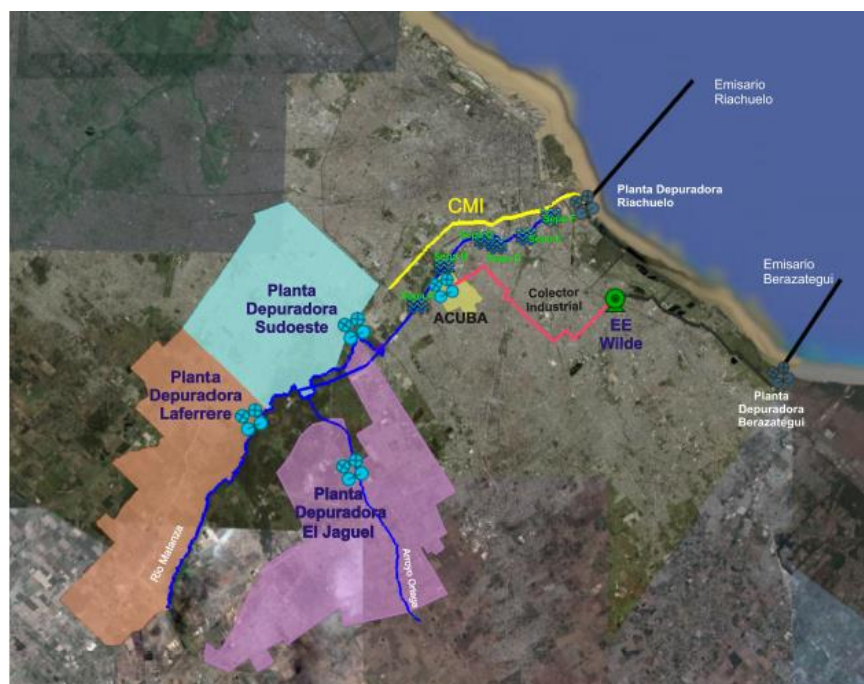 Emisario
Riachuelo
Planta Depuradora
Riachuelo
CMI
Emisario
Berazategui
Colector
Industrial
ACUBA
EE
Wilde
Planta
Depuradora
Sudoeste
Planta
Depuradora
Laferrere
Planta
Depuradora
Berazategui
Planta
Depuradora
El Jaguel
Rio Matanza
Arroyo Ortega